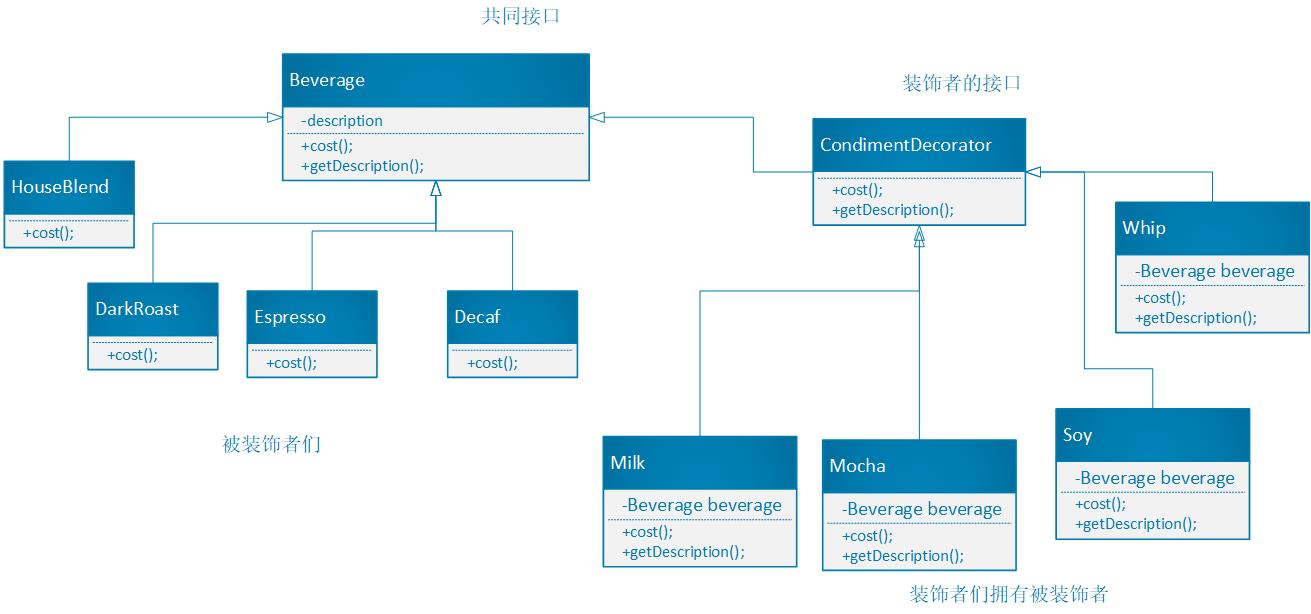 共同接口
Beverage
-description
+cost();
+getDescription();
装饰者的接口
CondimentDecorator
+cost();
+getDescription();
HouseBlend
+cost();
DarkRoast
+cost();
Espresso
+cost();
Decaf
+cost();
被装饰者们
Whip
-Beverage beverage
+cost();
+getDescription();
Soy
-Beverage beverage
+cost();
+getDescription();
Milk
-Beverage beverage
+cost();
+getDescription();
Mocha
-Beverage beverage
+cost();
+getDescription();
装饰者们拥有被装饰者